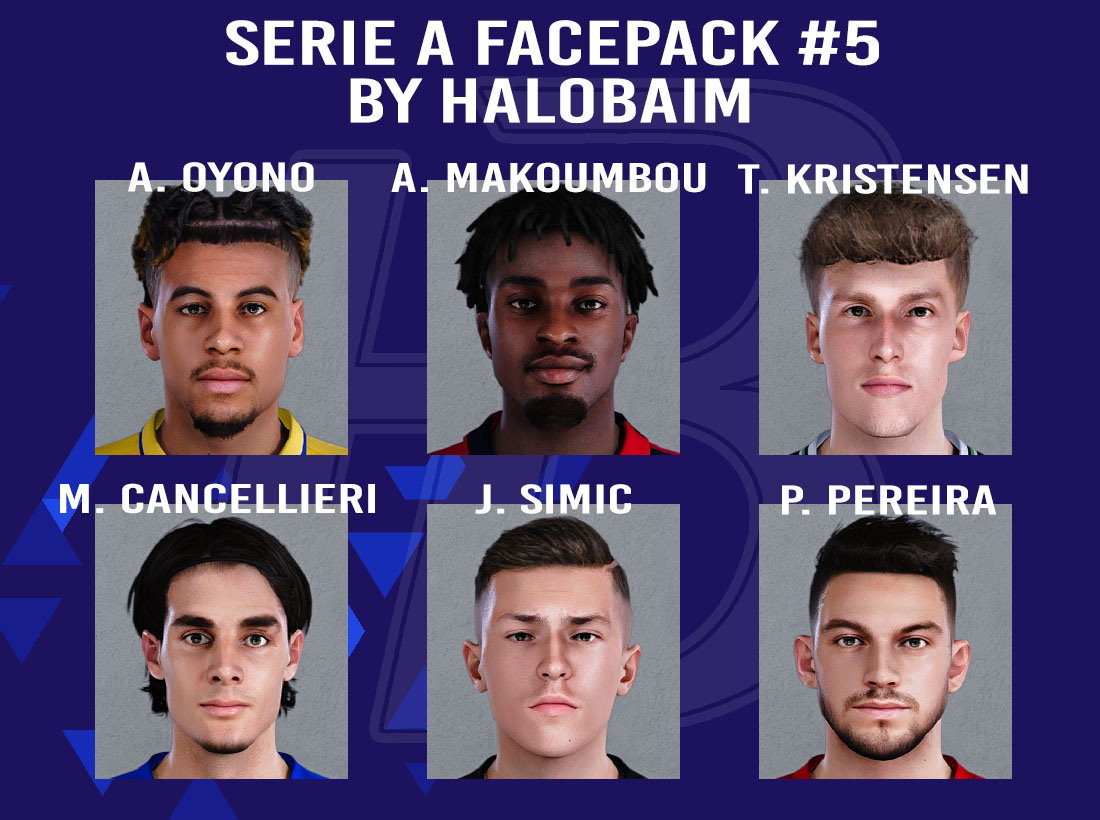 SERIE A FACEPACK #5
BY HALOBAIM
A. OYONO
A. MAKOUMBOU
T. KRISTENSEN
M. CANCELLIERI
J. SIMIC
P. PEREIRA